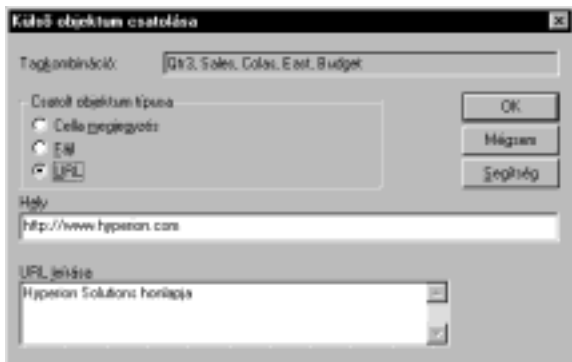 Külső objektum csatolása
Tagkombináció: Qtr3, Sales, Colas, East, Budget
Csatolt objektum típusa
Cella megjegyzés
Fájl
URL
OK
Mégsem
Segítség
Hely
http://www.hyperion.com
URL leírása
Hyperion Solutions honlapja